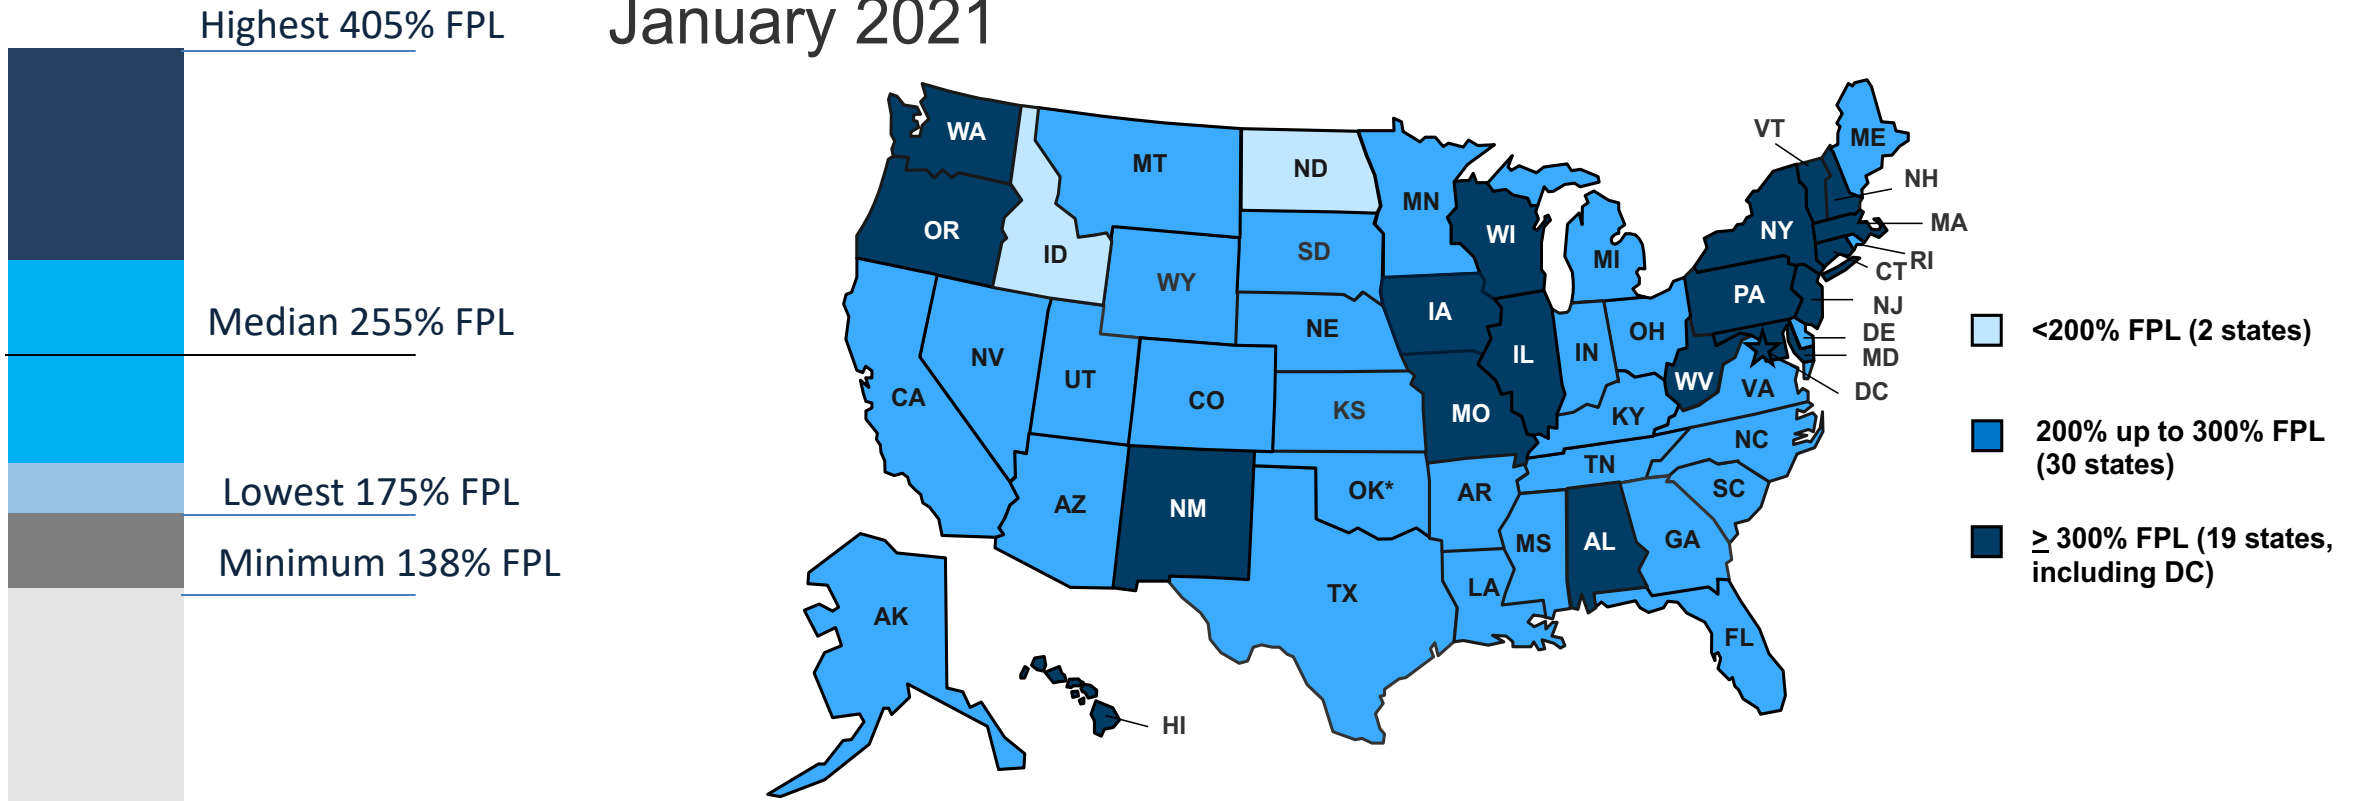 Highest 405% FPL
January 2021
Median 255% FPL
Lowest 175% FPL
Minimum 138% FPL
WA
MT
ND
MN
VT
ME
NH
MA
OR
ID
SD
WI
NY
MI
CT
RI
WY
IA
PA
NJ
NE
OH
DE
MD
NV
UT
CO
IL
IN
WV
VA
DC
CA
KS
MO
KY
NC
TN
AZ
NM
OK*
AR
SC
MS
AL
GA
TX
LA
AK
FL
HI
<200% FPL (2 states)
200% up to 300% FPL
(30 states)
≥ 300% FPL (19 states,
including DC)